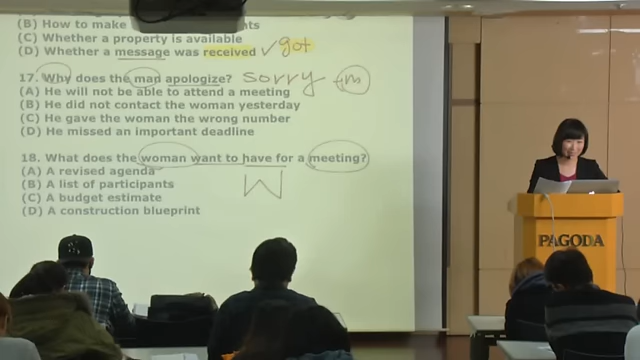 (B) How to make
(C) Whether a property is available
(D) Whether a message was received ✓ got
17. Why does the man apologize? sorry
(A) He will not be able to attend a meeting
(B) He did not contact the woman yesterday
(C) He gave the woman the wrong number
(D) He missed an important deadline
18. What does the woman want to have for a meeting?
(A) A revised agenda
W
(B) A list of participants
(C) A budget estimate
(D) A construction blueprint
PAGODA